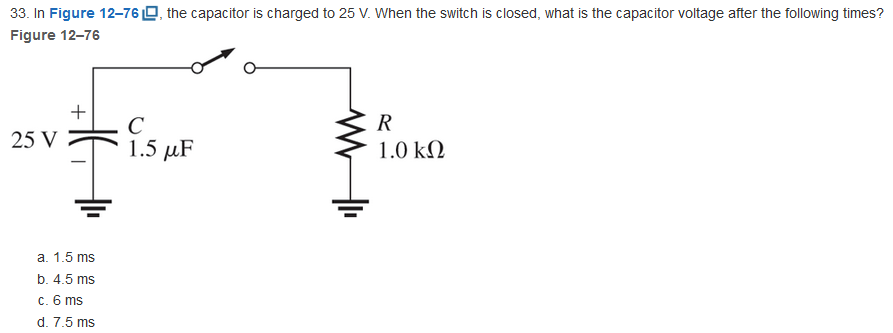 33. In Figure 12–76, the capacitor is charged to 25 V. When the switch is closed, what is the capacitor voltage after the following times?
Figure 12–76
+
C
25 V
1.5 μF
−
R
1.0 kΩ
a. 1.5 ms
b. 4.5 ms
c. 6 ms
d. 7.5 ms